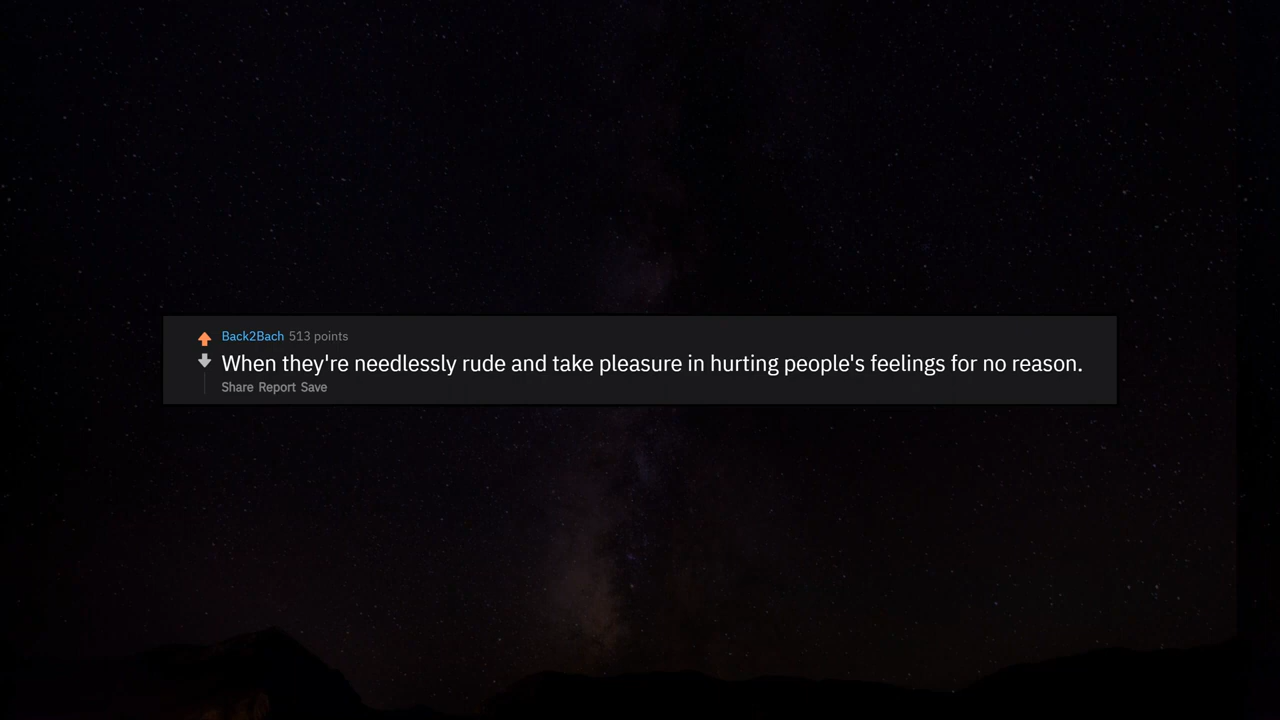 Back2Bach 513 points
When they're needlessly rude and take pleasure in hurting people's feelings for no reason.
Share Report Save